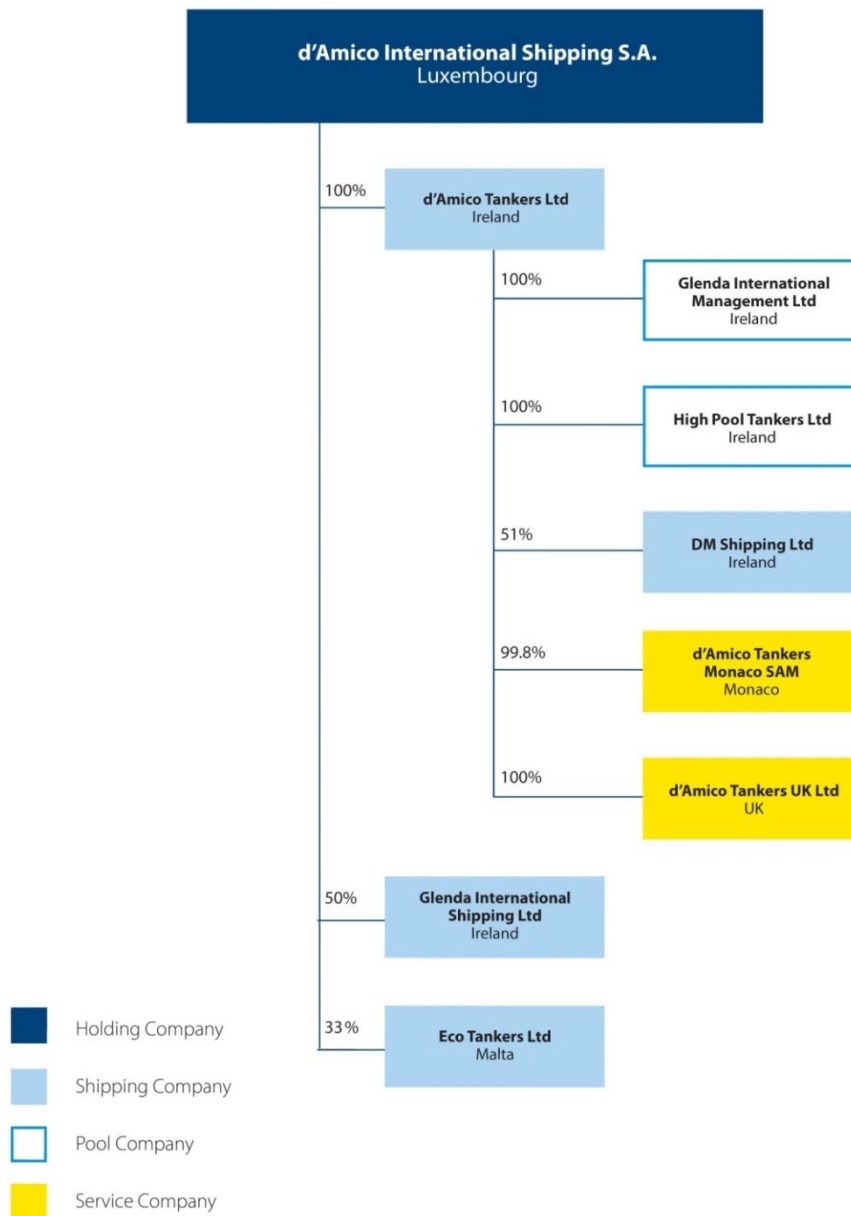 d’Amico International Shipping S.A.
Luxembourg
100%
d’Amico Tankers Ltd
Ireland
100%
Glenda International
Management Ltd
Ireland
100%
High Pool Tankers Ltd
Ireland
51%
DM Shipping Ltd
Ireland
99.8%
d’Amico Tankers
Monaco SAM
Monaco
100%
d’Amico Tankers UK Ltd
UK
50%
Glenda International
Shipping Ltd
Ireland
33%
Eco Tankers Ltd
Malta
Holding Company
Shipping Company
Pool Company
Service Company